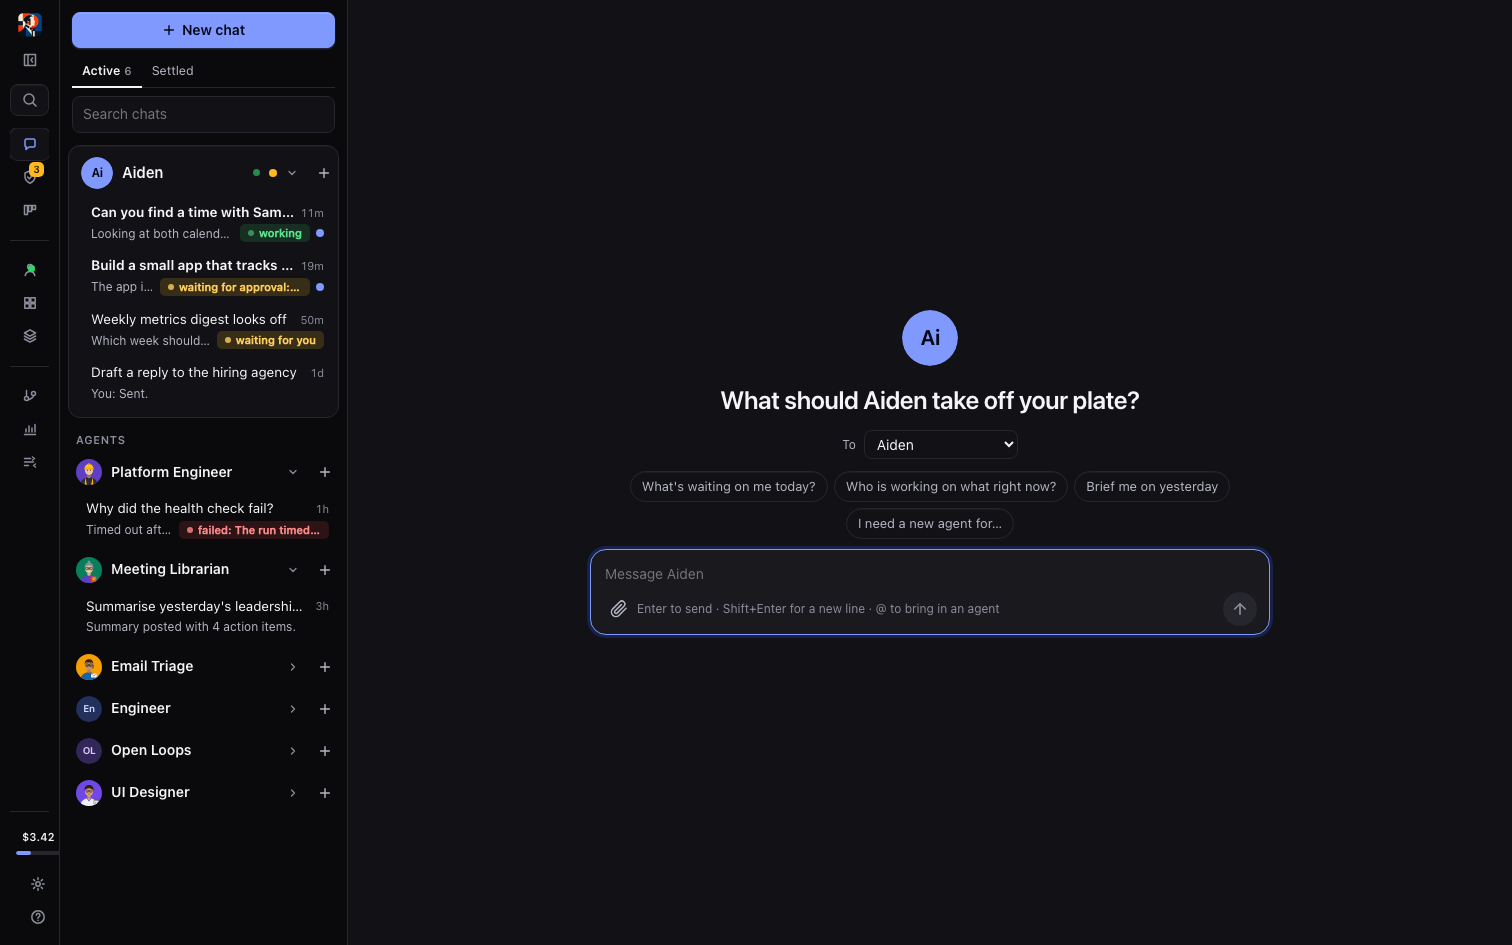 New chat
Active 6 Settled
Search chats
3
Ai Aiden
Can you find a time with Sam... 11m
Looking at both calend... working
Build a small app that tracks ... 19m
The app i... waiting for approval:...
Weekly metrics digest looks off 50m
Which week should... waiting for you
Draft a reply to the hiring agency 1d
You: Sent.
AGENTS
Platform Engineer
Why did the health check fail? 1h
Timed out aft... failed: The run timed...
Meeting Librarian
Summarise yesterday's leadershi... 3h
Summary posted with 4 action items.
Email Triage
En Engineer
OL Open Loops
UI Designer
$3.42
Ai
What should Aiden take off your plate?
To Aiden
What's waiting on me today? Who is working on what right now? Brief me on yesterday
I need a new agent for...
Message Aiden
Enter to send · Shift+Enter for a new line · @ to bring in an agent